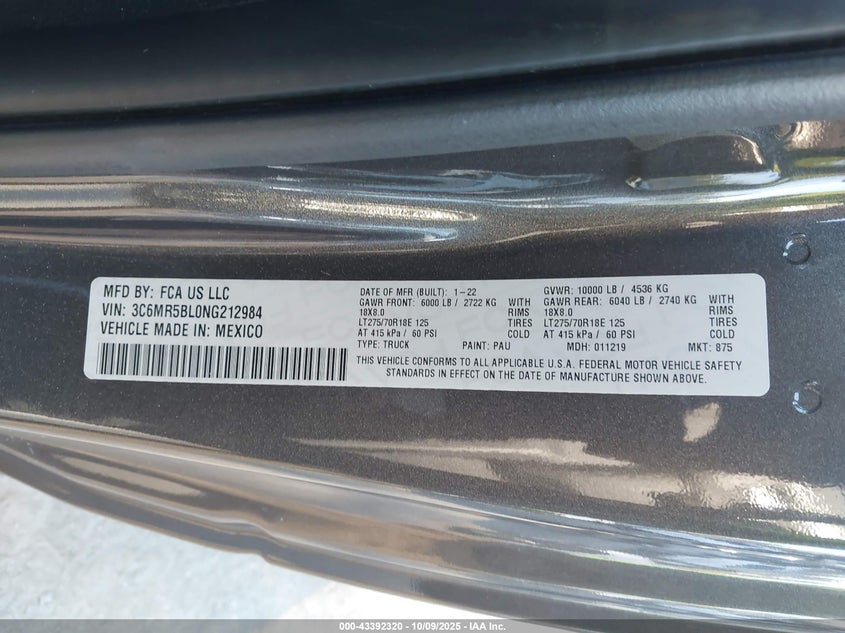 MFD BY: FCA US LLC
VIN: 3C6MR5BL0NG212984
VEHICLE MADE IN: MEXICO
DATE OF MFR (BUILT): 1-22
GVWR: 10000 LB / 4536 KG
GAWR FRONT: 6000 LB / 2722 KG WITH
GAWR REAR: 6040 LB / 2740 KG WITH
18X8.0 RIMS
18X8.0 RIMS
LT275/70R18E 125 TIRES
LT275/70R18E 125 TIRES
AT 415 kPa / 60 PSI COLD
AT 415 kPa / 60 PSI COLD
TYPE: TRUCK PAINT: PAU MDH: 011219 MKT: 875
THIS VEHICLE CONFORMS TO ALL APPLICABLE U.S.A. FEDERAL MOTOR VEHICLE SAFETY
STANDARDS IN EFFECT ON THE DATE OF MANUFACTURE SHOWN ABOVE.
000-43392320 - 10/09/2025 - IAA Inc.